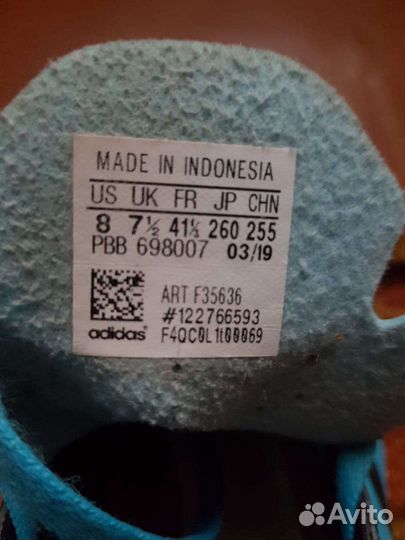 MADE IN INDONESIA
US UK FR JP CHN
8 7½ 41⅓ 260 255
PBB 698007 03/19
ART F35636
#122766593
adidas F4QC0L1t00069
Avito